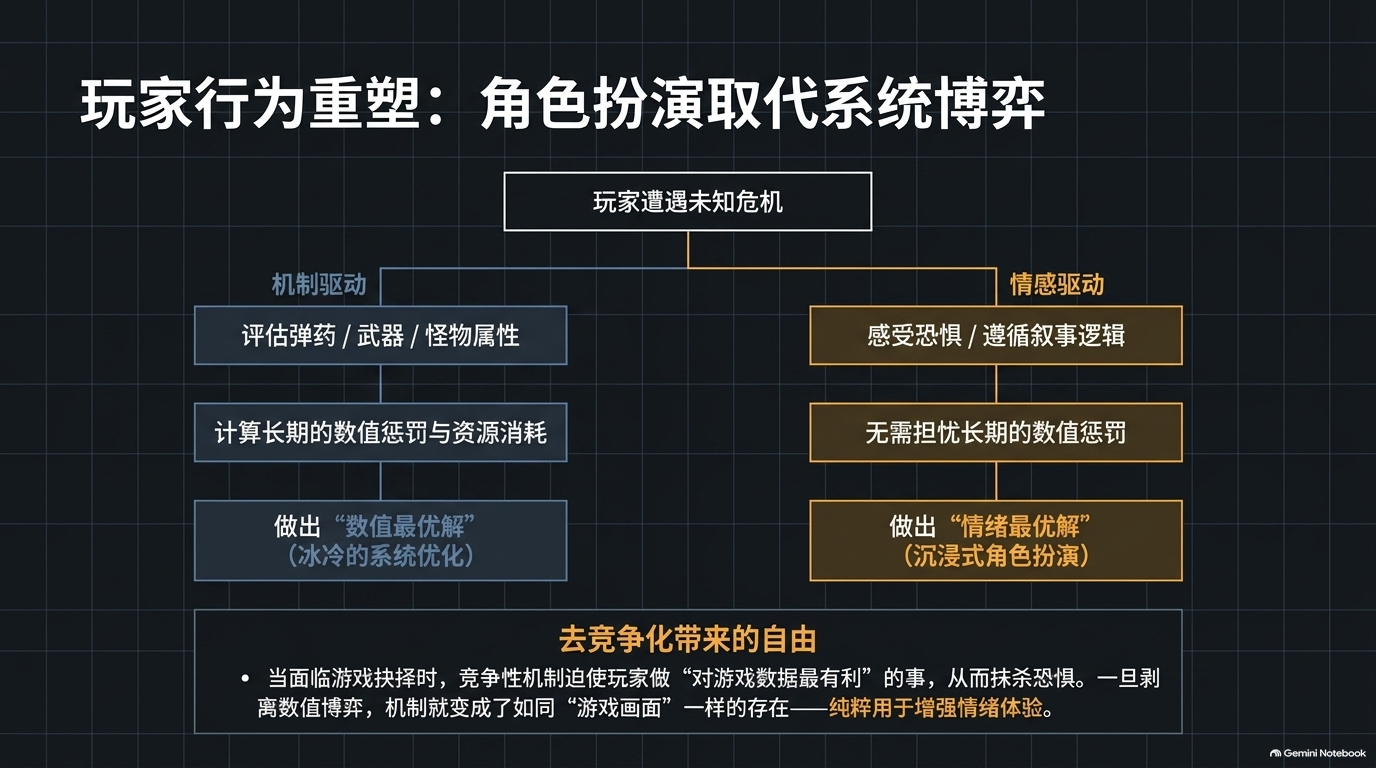 玩家行为重塑：角色扮演取代系统博弈
玩家遭遇未知危机
机制驱动
情感驱动
评估弹药 / 武器 / 怪物属性
感受恐惧 / 遵循叙事逻辑
计算长期的数值惩罚与资源消耗
无需担忧长期的数值惩罚
做出“数值最优解”
（冰冷的系统优化）
做出“情绪最优解”
（沉浸式角色扮演）
去竞争化带来的自由
• 当面临游戏抉择时，竞争性机制迫使玩家做“对游戏数据最有利”的事，从而抹杀恐惧。一旦剥
离数值博弈，机制就变成了如同“游戏画面”一样的存在——纯粹用于增强情绪体验。
Gemini Notebook